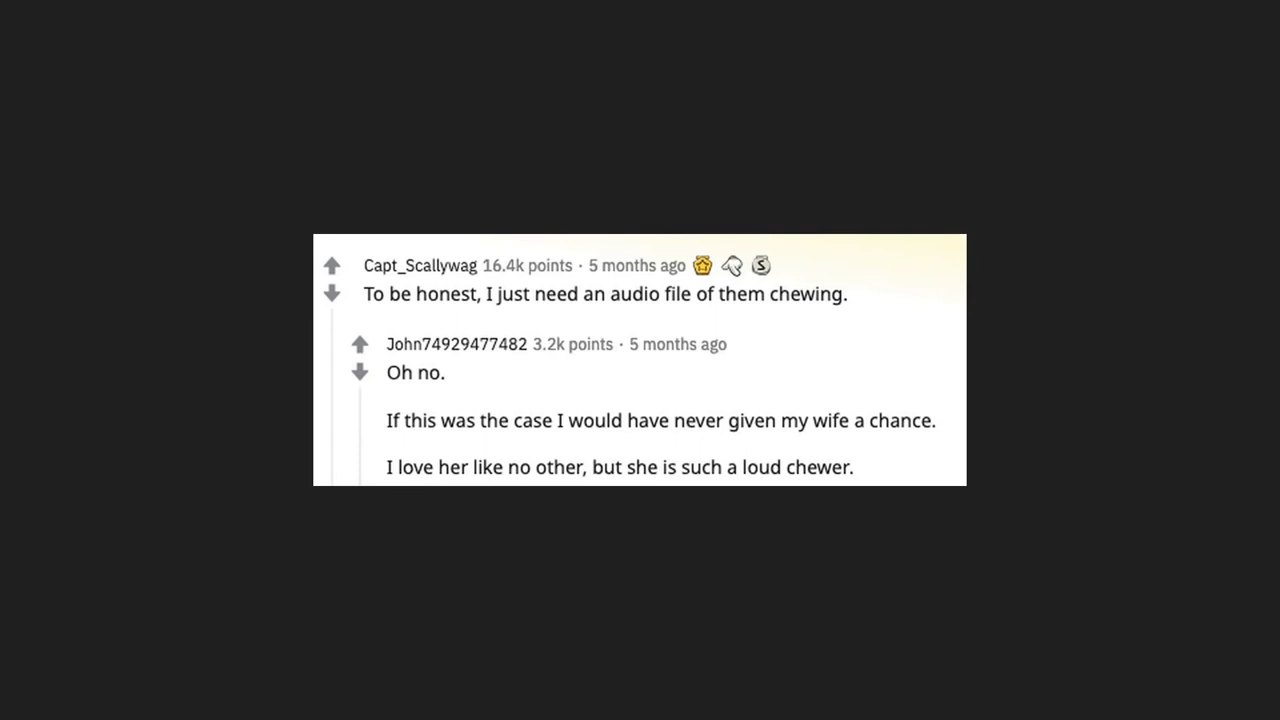 Capt_Scallywag 16.4k points · 5 months ago
To be honest, I just need an audio file of them chewing.
John74929477482 3.2k points · 5 months ago
Oh no.
If this was the case I would have never given my wife a chance.
I love her like no other, but she is such a loud chewer.